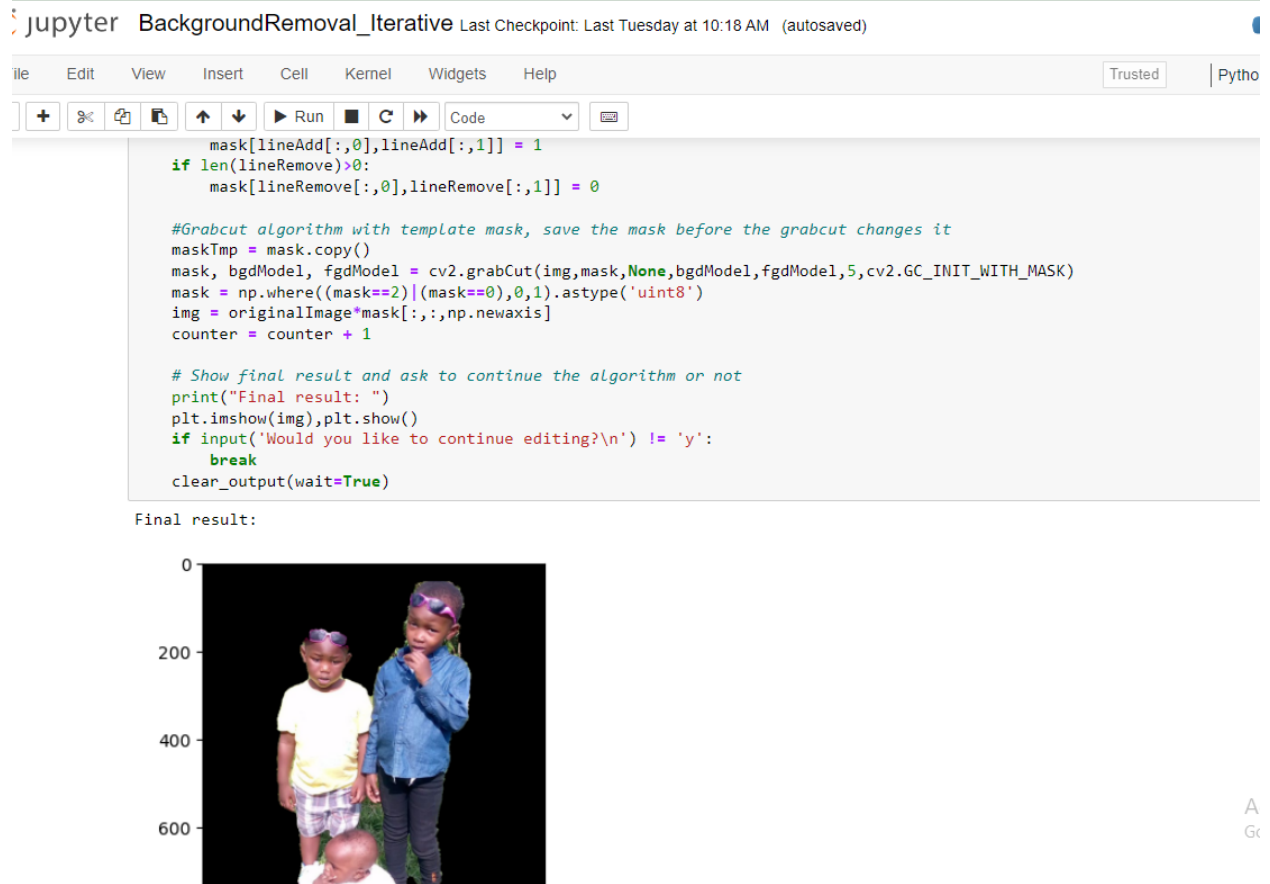 jupyter BackgroundRemoval_Iterative Last Checkpoint: Last Tuesday at 10:18 AM (autosaved)
ile Edit View Insert Cell Kernel Widgets Help Trusted Pytho
Run Code
mask[lineAdd[:,0],lineAdd[:,1]] = 1
if len(lineRemove)>0:
mask[lineRemove[:,0],lineRemove[:,1]] = 0
#Grabcut algorithm with template mask, save the mask before the grabcut changes it
maskTmp = mask.copy()
mask, bgdModel, fgdModel = cv2.grabCut(img,mask,None,bgdModel,fgdModel,5,cv2.GC_INIT_WITH_MASK)
mask = np.where((mask==2)|(mask==0),0,1).astype('uint8')
img = originalImage*mask[:,:,np.newaxis]
counter = counter + 1
# Show final result and ask to continue the algorithm or not
print("Final result: ")
plt.imshow(img),plt.show()
if input('Would you like to continue editing?\n') != 'y':
break
clear_output(wait=True)
Final result:
0
200
400
600
A
Go